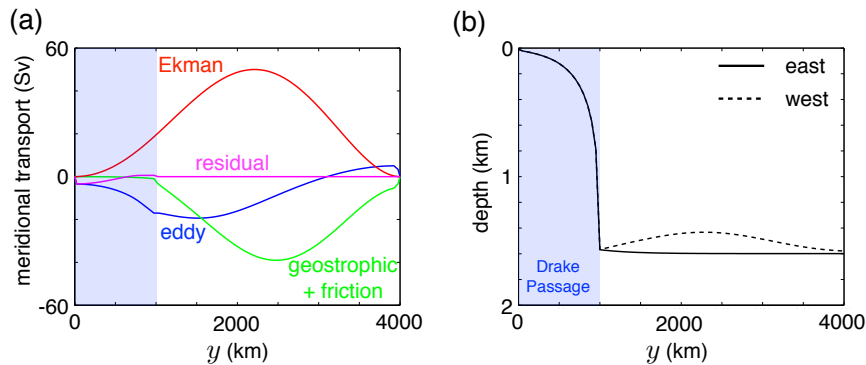 (a)
60
0
-60
meridional transport (Sv)
Ekman
residual
eddy
geostrophic
+ friction
0
2000
4000
y (km)
(b)
0
1
2
depth (km)
east
west
Drake
Passage
0
2000
4000
y (km)